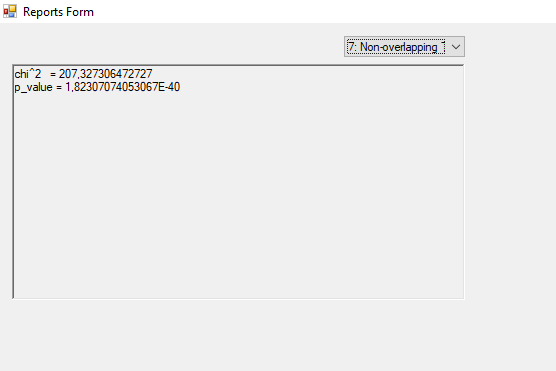 Reports Form
7: Non-overlapping
chi^2 = 207,327306472727
p_value = 1,82307074053067E-40